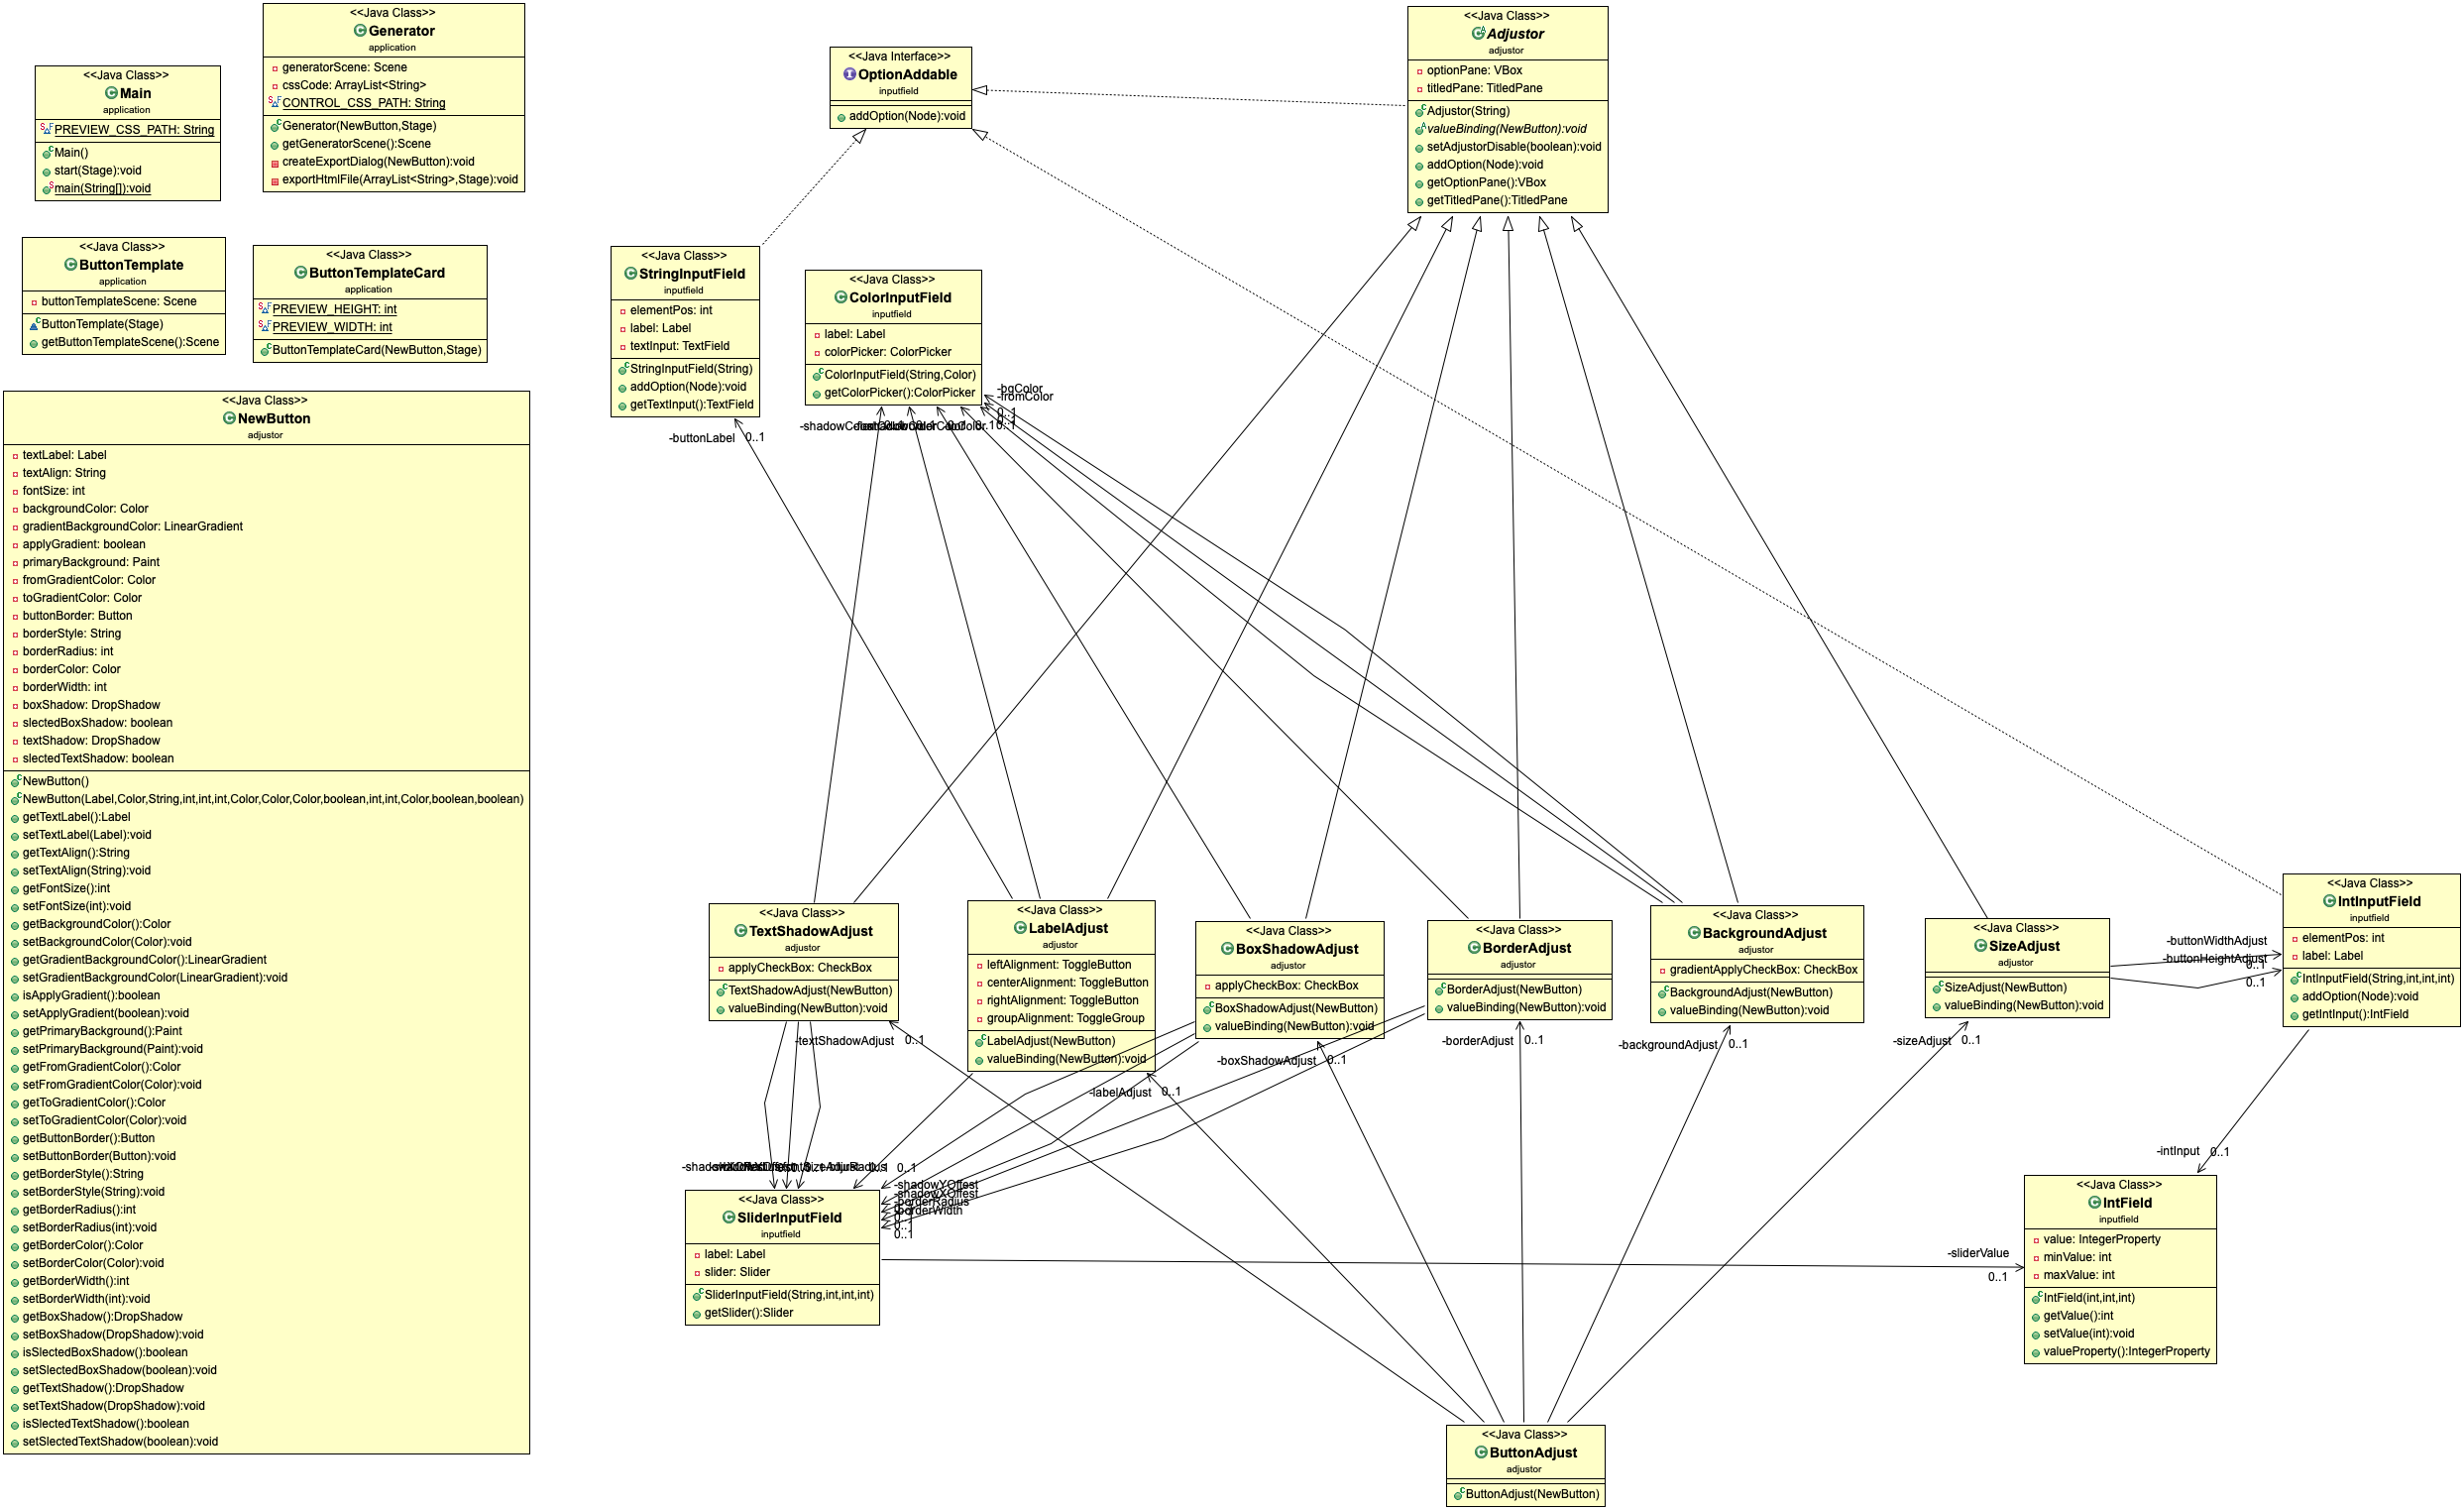 <<Java Class>>
Main
application
PREVIEW_CSS_PATH: String
Main()
start(Stage):void
main(String[]):void
<<Java Class>>
Generator
application
generatorScene: Scene
cssCode: ArrayList<String>
CONTROL_CSS_PATH: String
Generator(NewButton,Stage)
getGeneratorScene():Scene
createExportDialog(NewButton):void
exportHtmlFile(ArrayList<String>,Stage):void
<<Java Class>>
ButtonTemplate
application
buttonTemplateScene: Scene
ButtonTemplate(Stage)
getButtonTemplateScene():Scene
<<Java Class>>
ButtonTemplateCard
application
PREVIEW_HEIGHT: int
PREVIEW_WIDTH: int
ButtonTemplateCard(NewButton,Stage)
<<Java Class>>
NewButton
adjustor
textLabel: Label
textAlign: String
fontSize: int
backgroundColor: Color
gradientBackgroundColor: LinearGradient
applyGradient: boolean
primaryBackground: Paint
fromGradientColor: Color
toGradientColor: Color
buttonBorder: Button
borderStyle: String
borderRadius: int
borderColor: Color
borderWidth: int
boxShadow: DropShadow
slectedBoxShadow: boolean
textShadow: DropShadow
slectedTextShadow: boolean
NewButton()
NewButton(Label,Color,String,int,int,int,Color,Color,Color,boolean,int,int,Color,boolean,boolean)
getTextLabel():Label
setTextLabel(Label):void
getTextAlign():String
setTextAlign(String):void
getFontSize():int
setFontSize(int):void
getBackgroundColor():Color
setBackgroundColor(Color):void
getGradientBackgroundColor():LinearGradient
setGradientBackgroundColor(LinearGradient):void
isApplyGradient():boolean
setApplyGradient(boolean):void
getPrimaryBackground():Paint
setPrimaryBackground(Paint):void
getFromGradientColor():Color
setFromGradientColor(Color):void
getToGradientColor():Color
setToGradientColor(Color):void
getButtonBorder():Button
setButtonBorder(Button):void
getBorderStyle():String
setBorderStyle(String):void
getBorderRadius():int
setBorderRadius(int):void
getBorderColor():Color
setBorderColor(Color):void
getBorderWidth():int
setBorderWidth(int):void
getBoxShadow():DropShadow
setBoxShadow(DropShadow):void
isSlectedBoxShadow():boolean
setSlectedBoxShadow(boolean):void
getTextShadow():DropShadow
setTextShadow(DropShadow):void
isSlectedTextShadow():boolean
setSlectedTextShadow(boolean):void
<<Java Interface>>
OptionAddable
inputfield
addOption(Node):void
<<Java Class>>
Adjustor
adjustor
optionPane: VBox
titledPane: TitledPane
Adjustor(String)
valueBinding(NewButton):void
setAdjustorDisable(boolean):void
addOption(Node):void
getOptionPane():VBox
getTitledPane():TitledPane
<<Java Class>>
StringInputField
inputfield
elementPos: int
label: Label
textInput: TextField
StringInputField(String)
addOption(Node):void
getTextInput():TextField
<<Java Class>>
ColorInputField
inputfield
label: Label
colorPicker: ColorPicker
ColorInputField(String,Color)
getColorPicker():ColorPicker
-bgColor
-fromColor
0..1
-buttonLabel 0..1
<<Java Class>>
TextShadowAdjust
adjustor
applyCheckBox: CheckBox
TextShadowAdjust(NewButton)
valueBinding(NewButton):void
<<Java Class>>
LabelAdjust
adjustor
leftAlignment: ToggleButton
centerAlignment: ToggleButton
rightAlignment: ToggleButton
groupAlignment: ToggleGroup
LabelAdjust(NewButton)
valueBinding(NewButton):void
<<Java Class>>
BoxShadowAdjust
adjustor
applyCheckBox: CheckBox
BoxShadowAdjust(NewButton)
valueBinding(NewButton):void
<<Java Class>>
BorderAdjust
adjustor
BorderAdjust(NewButton)
valueBinding(NewButton):void
<<Java Class>>
BackgroundAdjust
adjustor
gradientApplyCheckBox: CheckBox
BackgroundAdjust(NewButton)
valueBinding(NewButton):void
<<Java Class>>
SizeAdjust
adjustor
SizeAdjust(NewButton)
valueBinding(NewButton):void
-buttonWidthAdjust
-buttonHeightAdjust
0..1
0..1
<<Java Class>>
IntInputField
inputfield
elementPos: int
label: Label
IntInputField(String,int,int,int)
addOption(Node):void
getIntInput():IntField
-textShadowAdjust 0..1
-labelAdjust 0..1
-boxShadowAdjust 0..1
-borderAdjust 0..1
-backgroundAdjust 0..1
-sizeAdjust 0..1
-intInput 0..1
-shadowYOffest
-shadowXOffest
-borderRadius
-borderWidth
0..1
0..1
<<Java Class>>
SliderInputField
inputfield
label: Label
slider: Slider
SliderInputField(String,int,int,int)
getSlider():Slider
-sliderValue
0..1
<<Java Class>>
IntField
inputfield
value: IntegerProperty
minValue: int
maxValue: int
IntField(int,int,int)
getValue():int
setValue(int):void
valueProperty():IntegerProperty
<<Java Class>>
ButtonAdjust
adjustor
ButtonAdjust(NewButton)